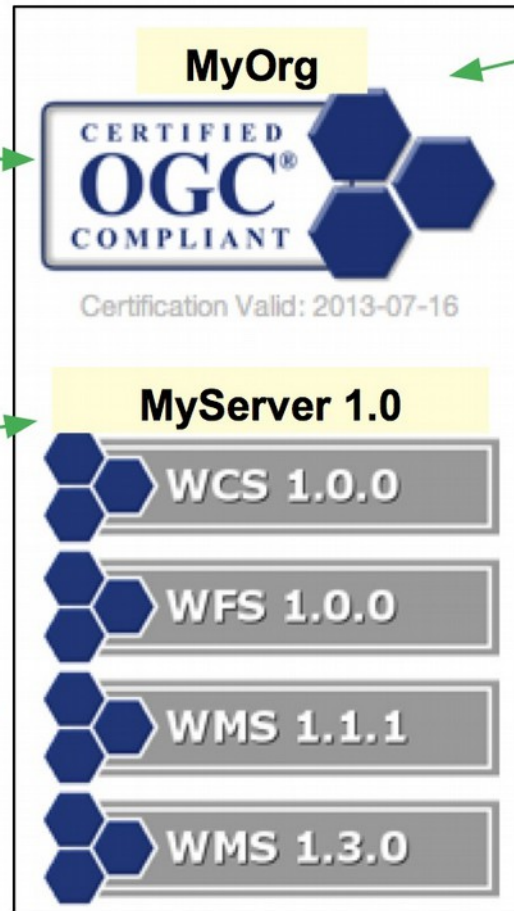 MyOrg
CERTIFIED
OGC®
COMPLIANT
Certification Valid: 2013-07-16
MyServer 1.0
WCS 1.0.0
WFS 1.0.0
WMS 1.1.1
WMS 1.3.0